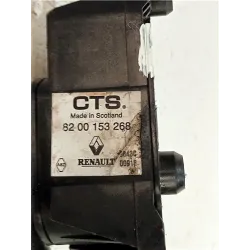 CTS.
Made in Scotland
82 00 153 268
RENAULT